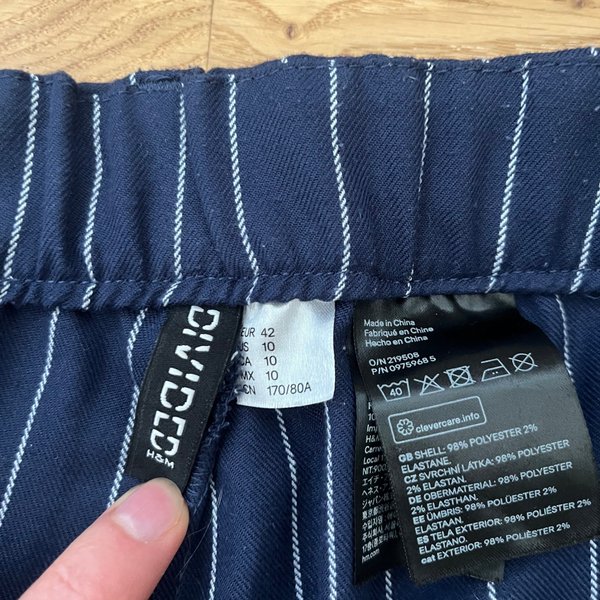 DIVIDED
H&M
EUR 42
US 10
CA 10
MX 10
CN 170/80A
Made in China
Fabriqué en Chine
Hecho en China
O/N 219508
P/N 0975968 5
40
clevercare.info
GB SHELL: 98% POLYESTER 2%
ELASTANE.
CZ SVRCHNÍ LÁTKA: 98% POLYESTER
2% ELASTAN.
DE OBERMATERIAL: 98% POLYESTER
2% ELASTHAN.
EE ÜMBRIS: 98% POLÜESTER 2%
ELASTAAN.
ES TELA EXTERIOR: 98% POLIÉSTER 2%
ELASTANO.
cat EXTERIOR: 98% POLIÈSTER 2%